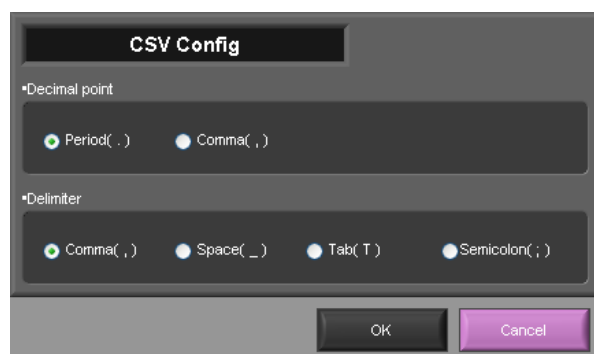 CSV Config
▪Decimal point
Period( . ) Comma( , )
▪Delimiter
Comma( , ) Space( _ ) Tab( T ) Semicolon( ; )
OK Cancel